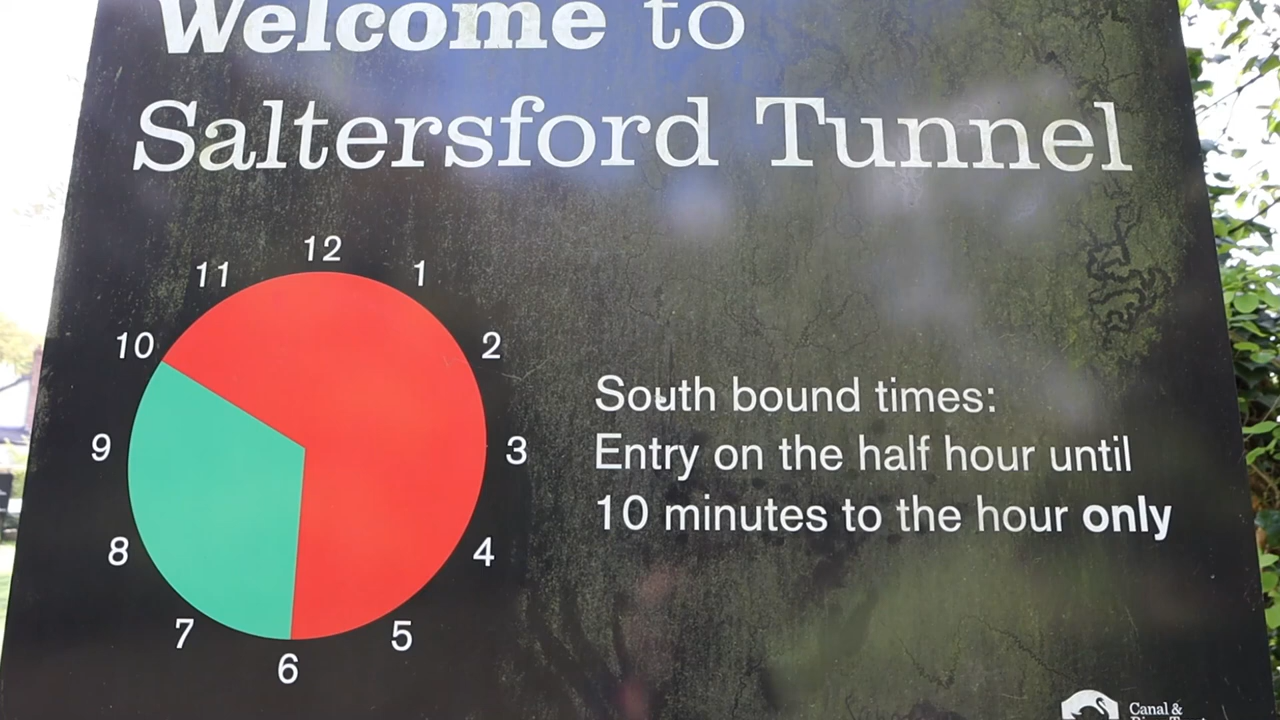 Welcome to
Saltersford Tunnel
12
11
1
10
2
9
3
8
4
7
5
6
South bound times:
Entry on the half hour until
10 minutes to the hour only
Canal &